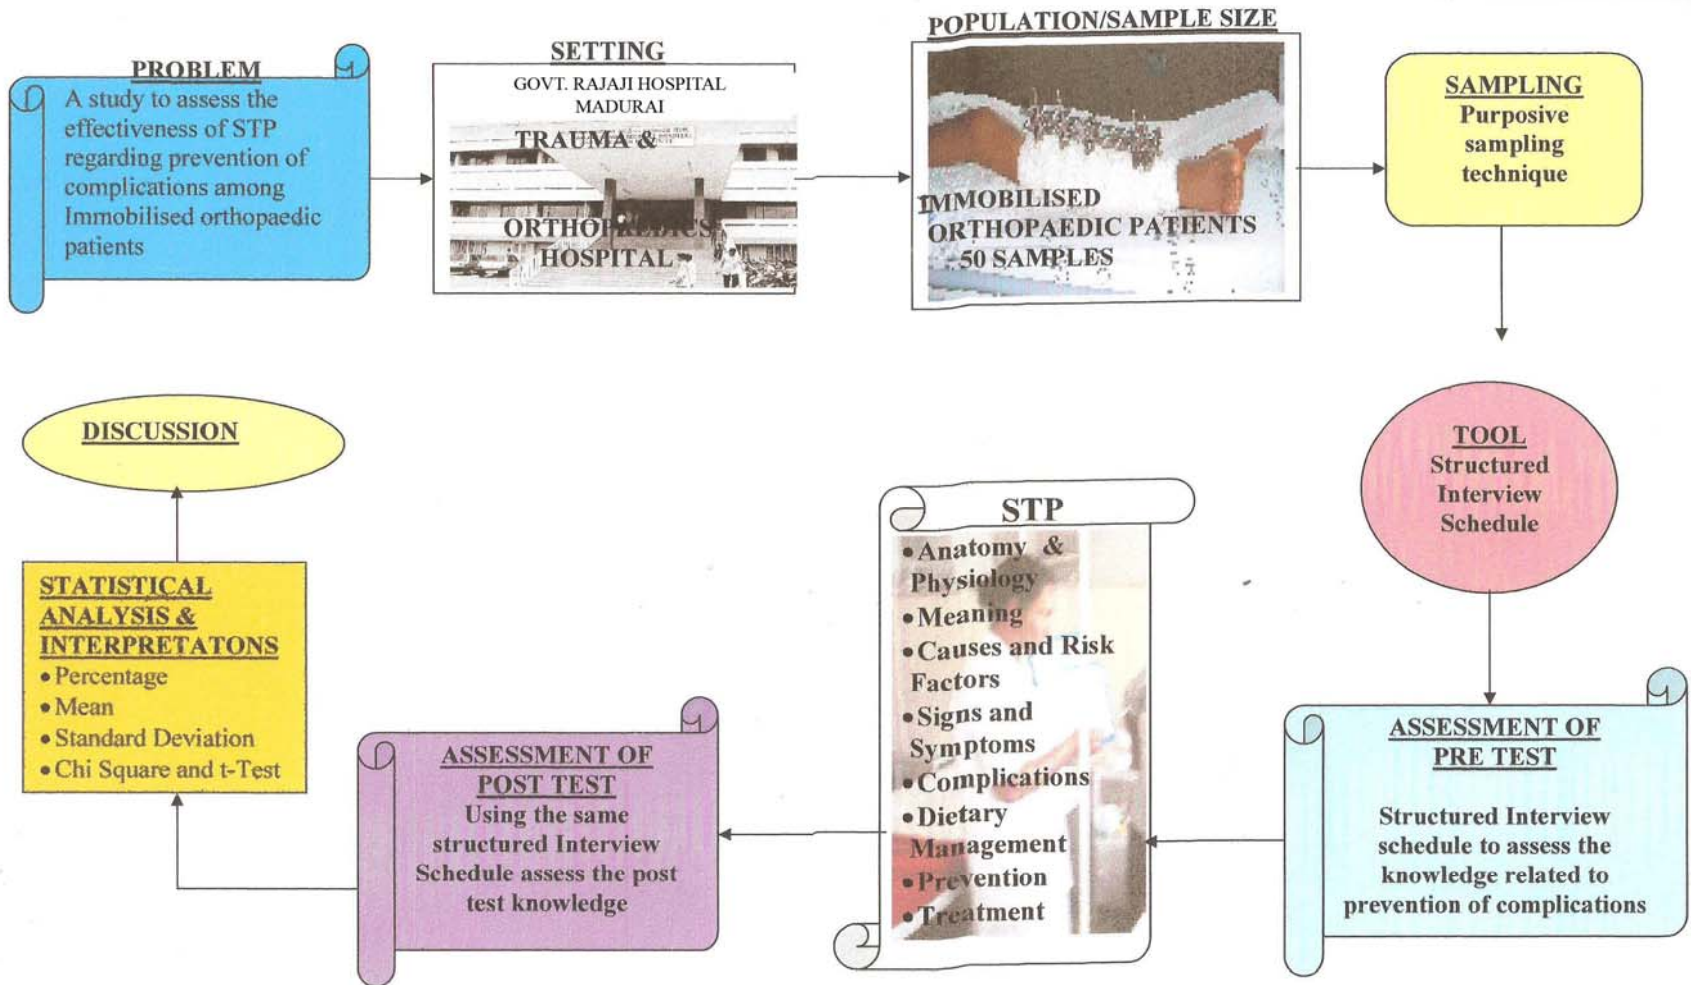 PROBLEM
A study to assess the
effectiveness of STP
regarding prevention of
complications among
Immobilised orthopaedic
patients
SETTING
GOVT. RAJAJI HOSPITAL
MADURAI
TRAUMA &
ORTHOPAEDICS
HOSPITAL
POPULATION/SAMPLE SIZE
IMMOBILISED
ORTHOPAEDIC PATIENTS
50 SAMPLES
SAMPLING
Purposive
sampling
technique
TOOL
Structured
Interview
Schedule
ASSESSMENT OF
PRE TEST
Structured Interview
schedule to assess the
knowledge related to
prevention of complications
STP
• Anatomy &
Physiology
• Meaning
• Causes and Risk
Factors
• Signs and
Symptoms
• Complications
• Dietary
Management
• Prevention
• Treatment
ASSESSMENT OF
POST TEST
Using the same
structured Interview
Schedule assess the post
test knowledge
STATISTICAL
ANALYSIS &
INTERPRETATONS
• Percentage
• Mean
• Standard Deviation
• Chi Square and t-Test
DISCUSSION